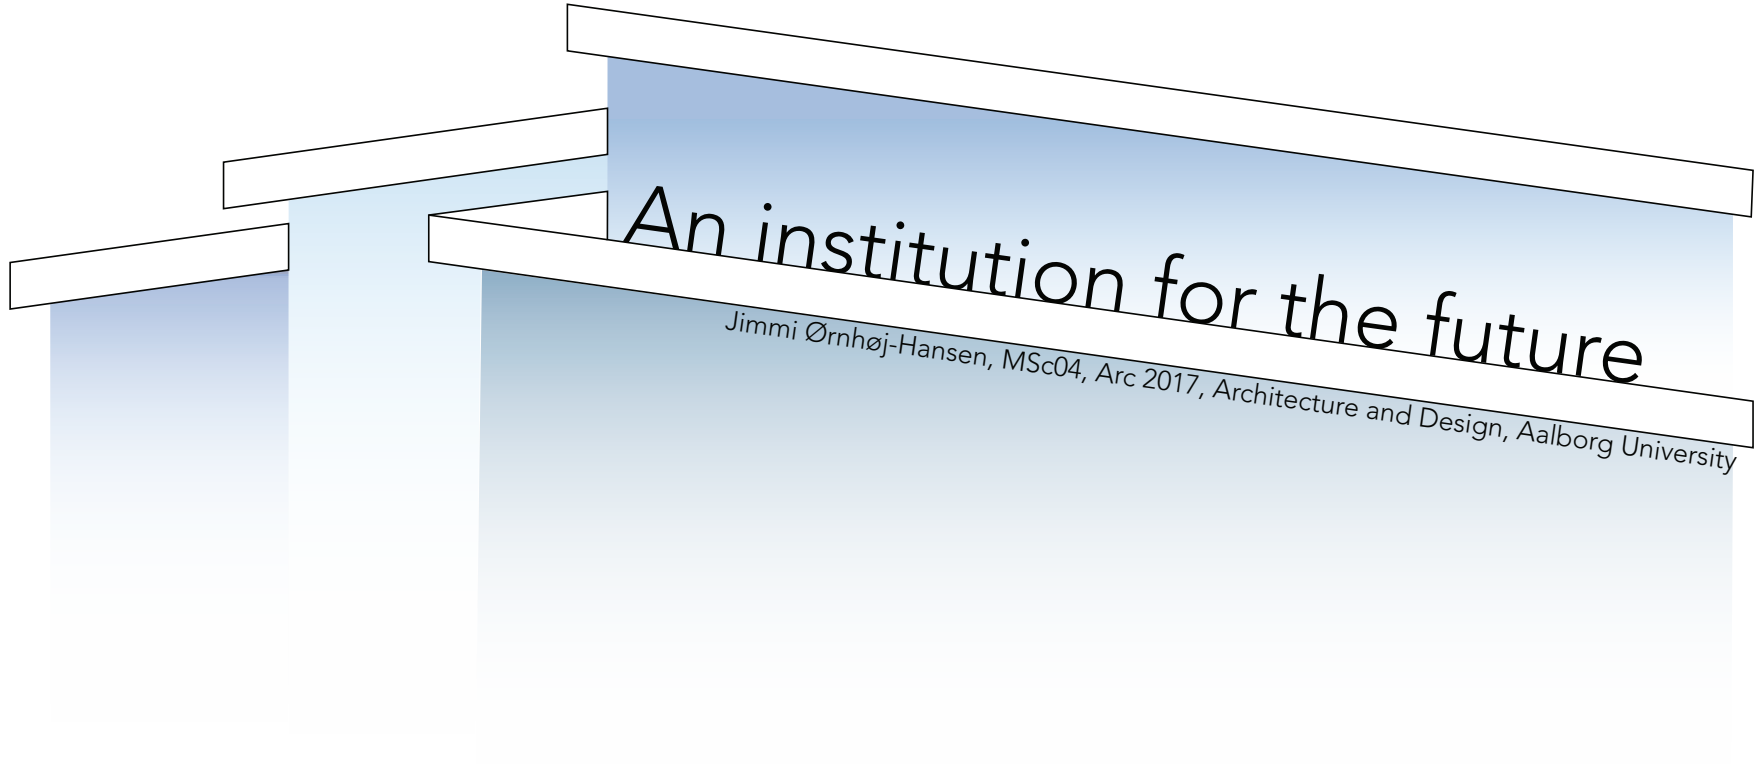 An institution for the future
Jimmi Ørnhøj-Hansen, MSc04, Arc 2017, Architecture and Design, Aalborg University